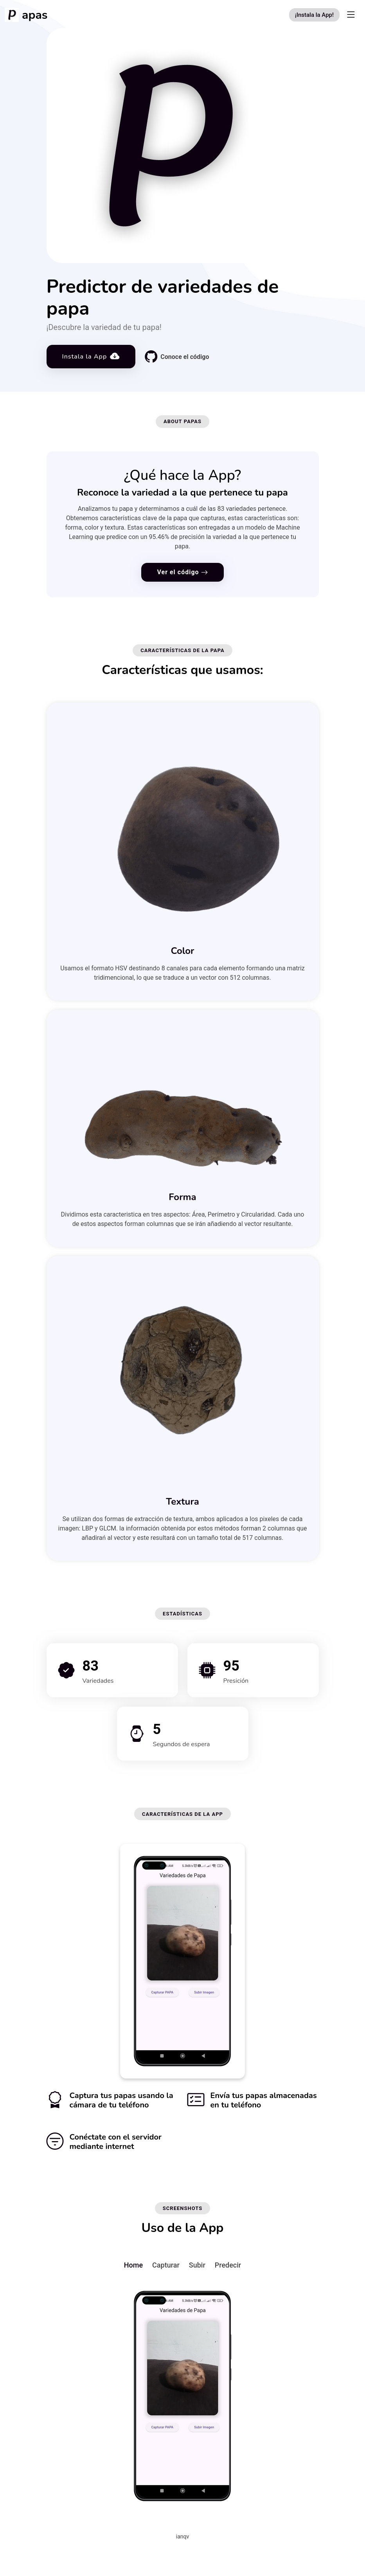 p apas
¡Instala la App!
p
Predictor de variedades de
papa
¡Descubre la variedad de tu papa!
Instala la App
Conoce el código
ABOUT PAPAS
¿Qué hace la App?
Reconoce la variedad a la que pertenece tu papa
Analizamos tu papa y determinamos a cuál de las 83 variedades pertenece.
Obtenemos características clave de la papa que capturas, estas características son:
forma, color y textura. Estas características son entregadas a un modelo de Machine
Learning que predice con un 95.46% de precisión la variedad a la que pertenece tu
papa.
Ver el código
CARACTERÍSTICAS DE LA PAPA
Características que usamos:
Color
Usamos el formato HSV destinando 8 canales para cada elemento formando una matriz
tridimencional, lo que se traduce a un vector con 512 columnas.
Forma
Dividimos esta caracteristica en tres aspectos: Área, Perímetro y Circularidad. Cada uno
de estos aspectos forman columnas que se irán añadiendo al vector resultante.
Textura
Se utilizan dos formas de extracción de textura, ambos aplicados a los pixeles de cada
imagen: LBP y GLCM. la información obtenida por estos métodos forman 2 columnas que
se añadirań al vector y este resultará con un tamaño total de 517 columnas.
ESTADÍSTICAS
83
Variedades
95
Presición
5
Segundos de espera
CARACTERÍSTICAS DE LA APP
Variedades de Papa
Capturar PAPA
Subir Imagen
Captura tus papas usando la
cámara de tu teléfono
Envía tus papas almacenadas
en tu teléfono
Conéctate con el servidor
mediante internet
SCREENSHOTS
Uso de la App
Home Capturar Subir Predecir
Variedades de Papa
Capturar PAPA
Subir Imagen
ianqv